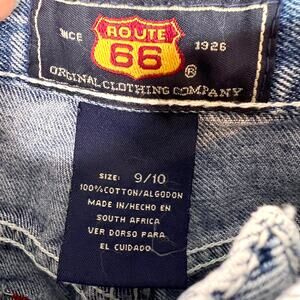 SINCE ROUTE 66 1926
®
ORIGINAL CLOTHING COMPANY
SIZE: 9/10
100%COTTON/ALGODON
MADE IN/HECHO EN
SOUTH AFRICA
VER DORSO PARA
EL CUIDADO